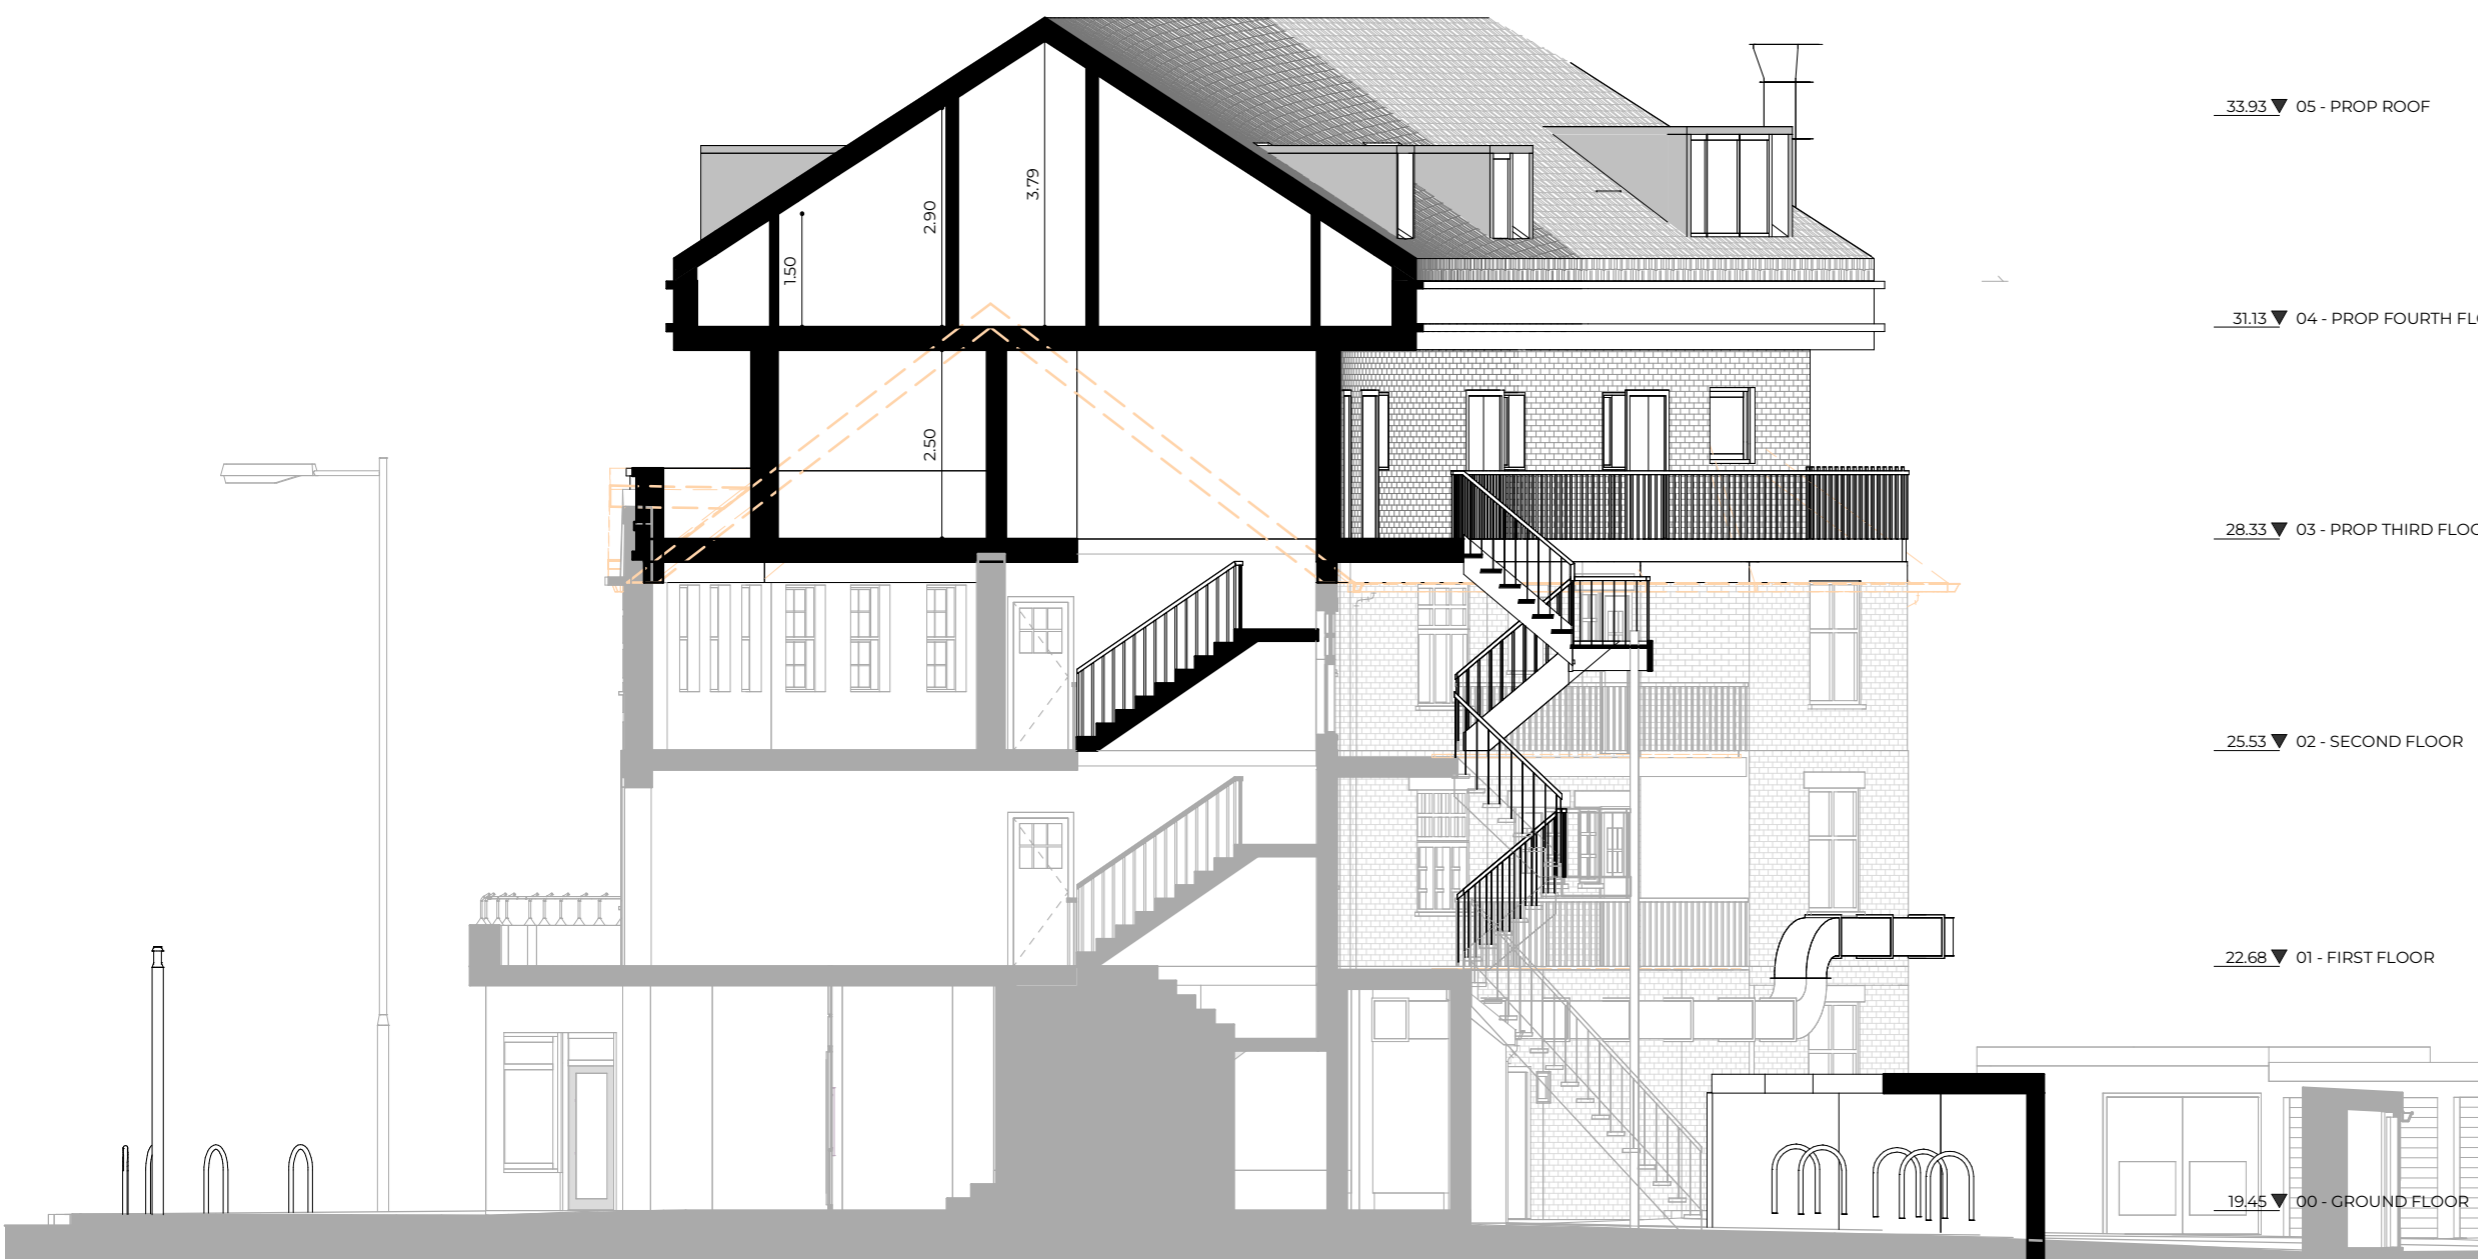 33.93 05 - PROP ROOF
3.79
2.90
1.50
31.13 04 - PROP FOURTH FLO
2.50
28.33 03 - PROP THIRD FLOO
25.53 02 - SECOND FLOOR
22.68 01 - FIRST FLOOR
19.45 00 - GROUND FLOOR